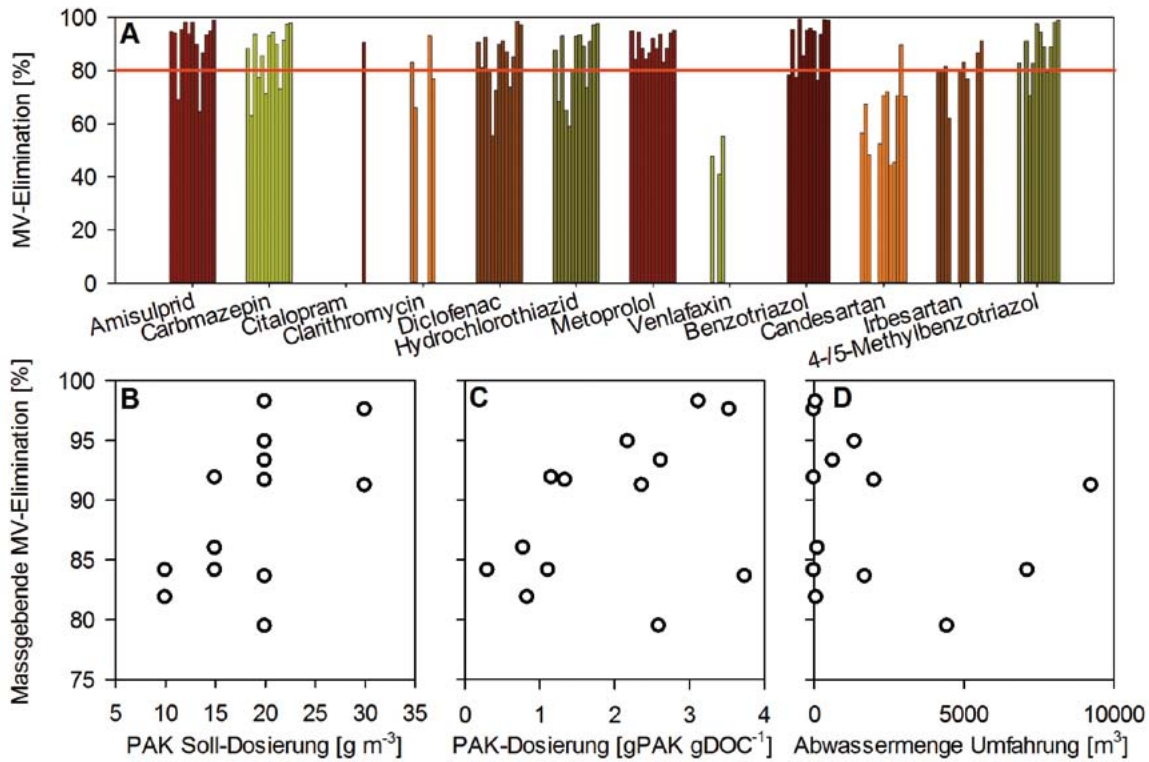 A
MV-Elimination [%]
100
80
60
40
20
0
Amisulprid
Carbmazepin
Citalopram
Clarithromycin
Diclofenac
Hydrochlorothiazid
Metoprolol
Venlafaxin
Benzotriazol
Candesartan
Irbesartan
4-/5-Methylbenzotriazol
Massgebende MV-Elimination [%]
100
95
90
85
80
75
B
5 10 15 20 25 30 35
PAK Soll-Dosierung [g m⁻³]
C
0 1 2 3 4
PAK-Dosierung [gPAK gDOC⁻¹]
D
0 5000 10000
Abwassermenge Umfahrung [m³]